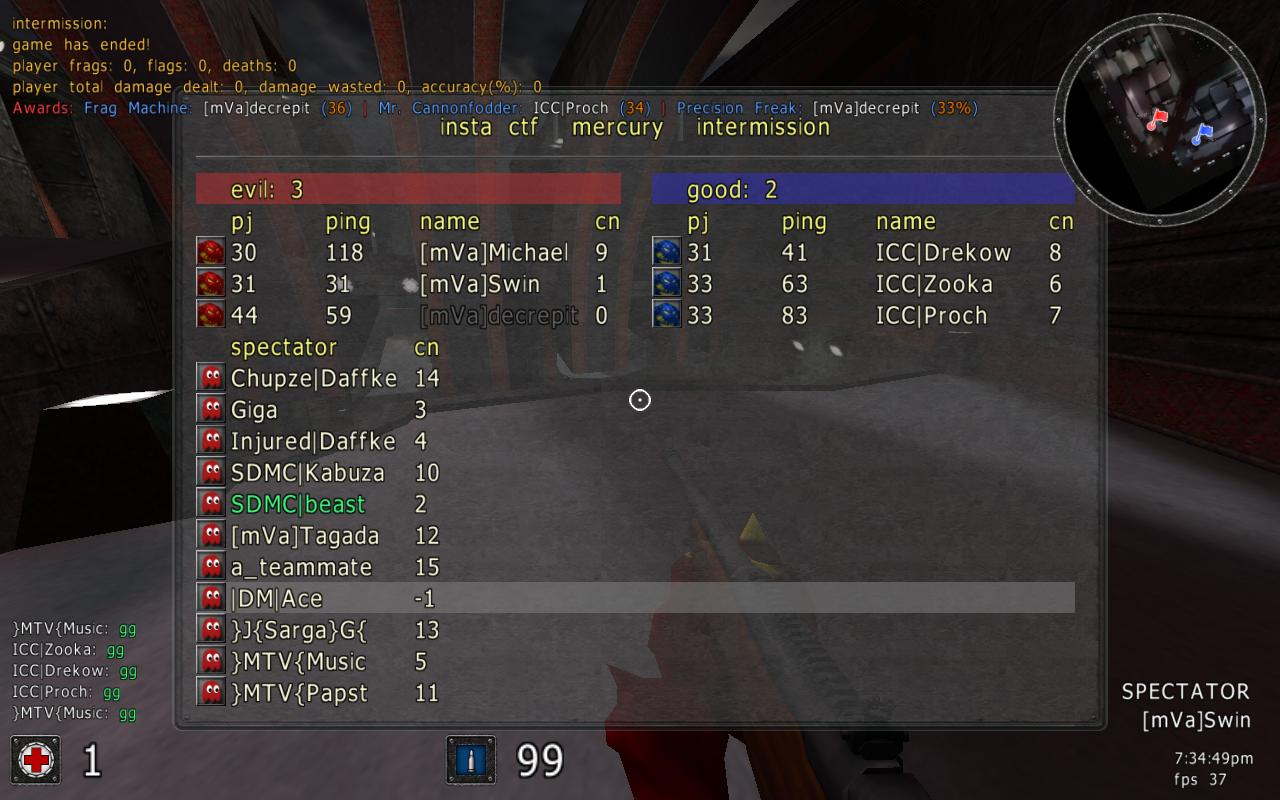 intermission:
game has ended!
player frags: 0, flags: 0, deaths: 0
player total damage dealt: 0, damage wasted: 0, accuracy(%): 0
Awards: Frag Machine: [mVa]decrepit (36) | Mr. Cannonfodder: ICC|Proch (34) | Precision Freak: [mVa]decrepit (33%)
insta ctf mercury intermission
evil: 3 good: 2
pj ping name cn pj ping name cn
30 118 [mVa]Michael 9 31 41 ICC|Drekow 8
31 31 [mVa]Swin 1 33 63 ICC|Zooka 6
44 59 [mVa]decrepit 0 33 83 ICC|Proch 7
spectator cn
Chupze|Daffke 14
Giga 3
Injured|Daffke 4
SDMC|Kabuza 10
SDMC|beast 2
[mVa]Tagada 12
a_teammate 15
|DM|Ace -1
}J{Sarga}G{ 13
}MTV{Music 5
}MTV{Papst 11
}MTV{Music: gg
ICC|Zooka: gg
ICC|Drekow: gg
ICC|Proch: gg
}MTV{Music: gg
SPECTATOR
[mVa]Swin
1 99
7:34:49pm
fps 37